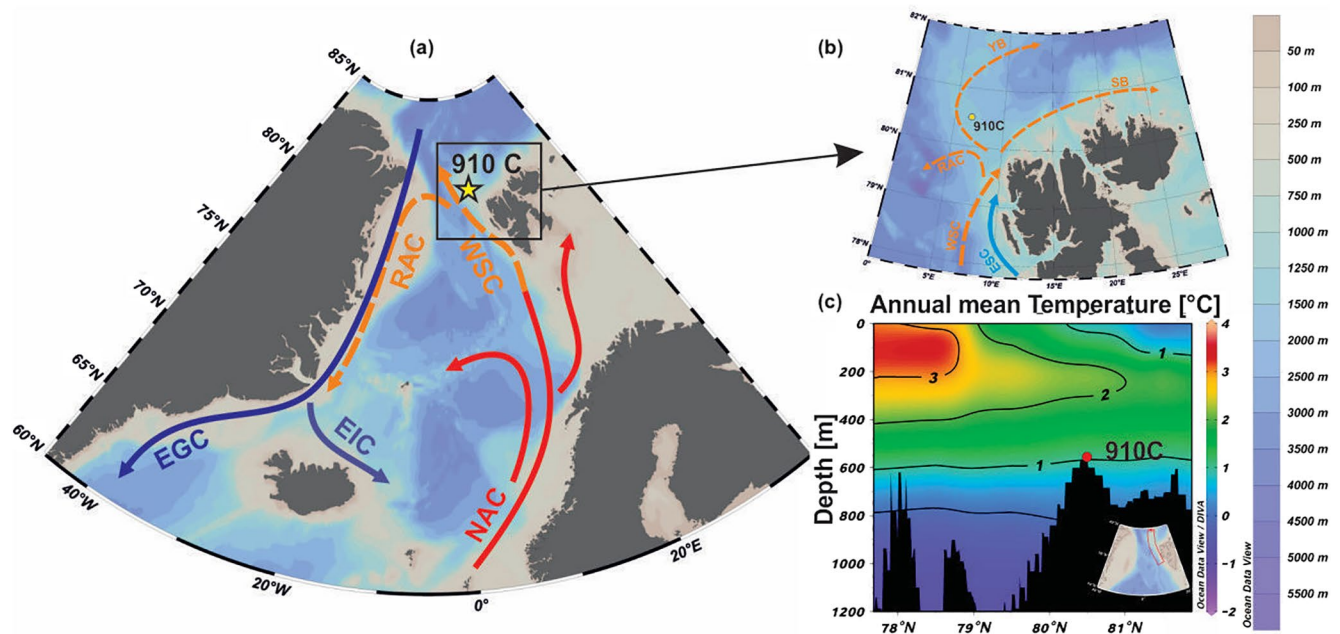 (a)
85°N
80°N
75°N
70°N
65°N
60°N
40°W
20°W
0°
20°E
910 C
RAC
WSC
EGC
EIC
NAC
(b)
82°N
81°N
80°N
79°N
78°N
0°
5°E
10°E
15°E
20°E
25°E
YB
SB
910C
RAC
WSC
ESC
(c) Annual mean Temperature [°C]
Depth [m]
0
200
400
600
800
1000
1200
78°N
79°N
80°N
81°N
3
2
1
1
910C
4
3
2
1
0
-1
-2
Ocean Data View / DIVA
Ocean Data View
50 m
100 m
250 m
500 m
750 m
1000 m
1250 m
1500 m
2000 m
2500 m
3000 m
3500 m
4000 m
4500 m
5000 m
5500 m